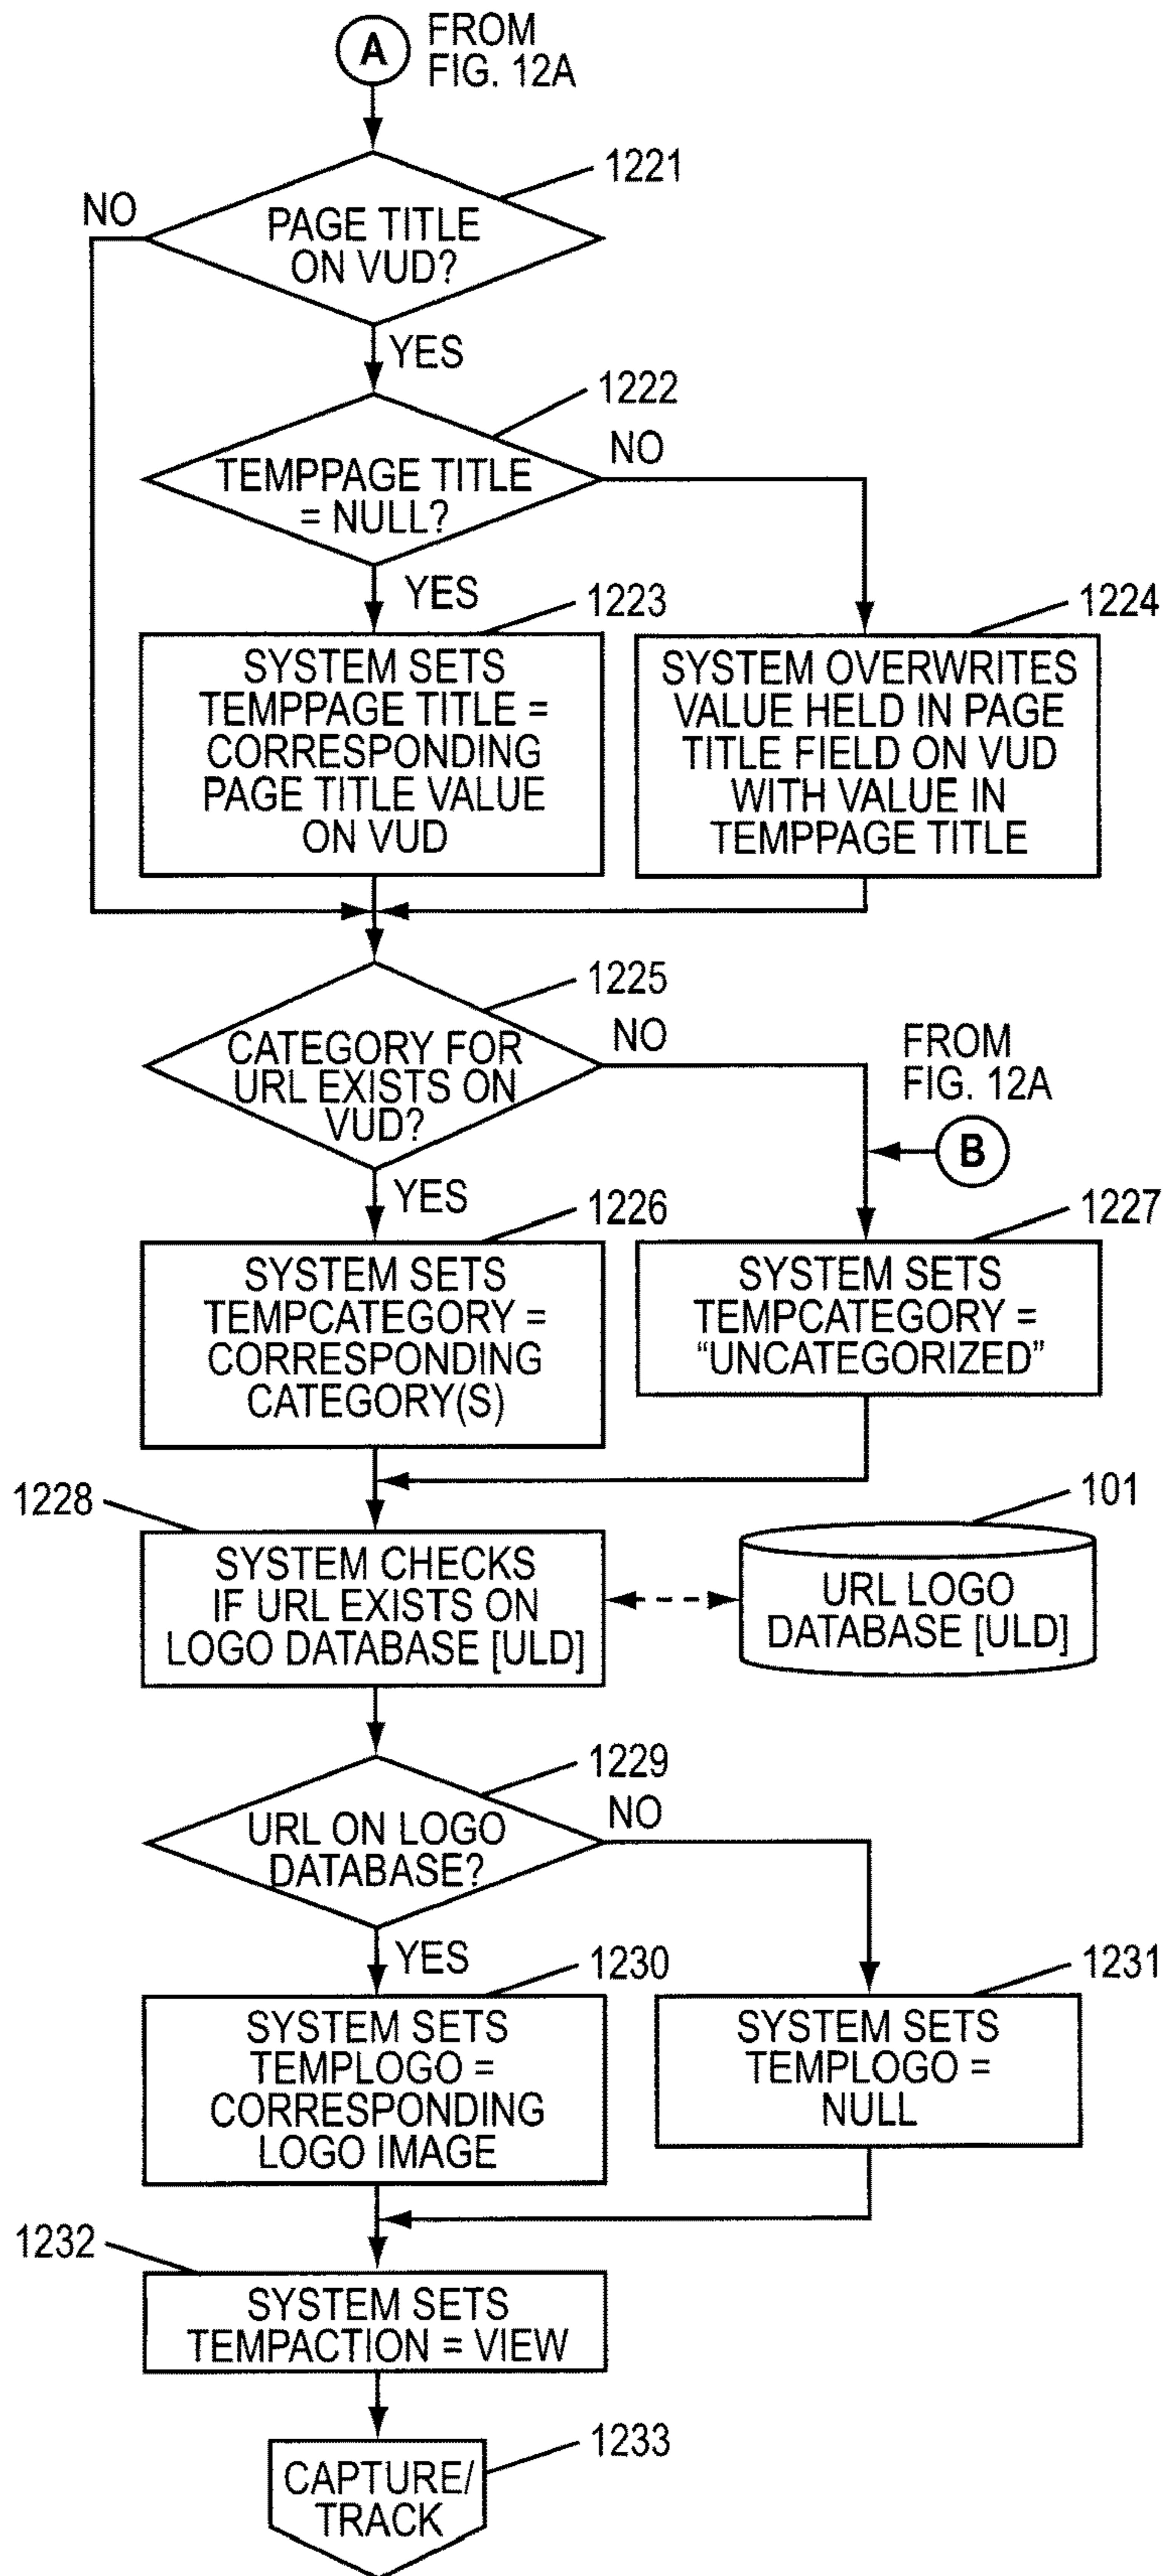 A
FROM
FIG. 12A
1221
NO
PAGE TITLE
ON VUD?
YES
1222
NO
TEMPPAGE TITLE
= NULL?
YES
1223
1224
SYSTEM SETS
TEMPPAGE TITLE =
CORRESPONDING
PAGE TITLE VALUE
ON VUD
SYSTEM OVERWRITES
VALUE HELD IN PAGE
TITLE FIELD ON VUD
WITH VALUE IN
TEMPPAGE TITLE
1225
NO
CATEGORY FOR
URL EXISTS ON
VUD?
FROM
FIG. 12A
B
YES
1226
1227
SYSTEM SETS
TEMPCATEGORY =
CORRESPONDING
CATEGORY(S)
SYSTEM SETS
TEMPCATEGORY =
“UNCATEGORIZED”
1228
101
SYSTEM CHECKS
IF URL EXISTS ON
LOGO DATABASE [ULD]
URL LOGO
DATABASE [ULD]
1229
NO
URL ON LOGO
DATABASE?
YES
1230
1231
SYSTEM SETS
TEMPLOGO =
CORRESPONDING
LOGO IMAGE
SYSTEM SETS
TEMPLOGO =
NULL
1232
SYSTEM SETS
TEMPACTION = VIEW
1233
CAPTURE/
TRACK